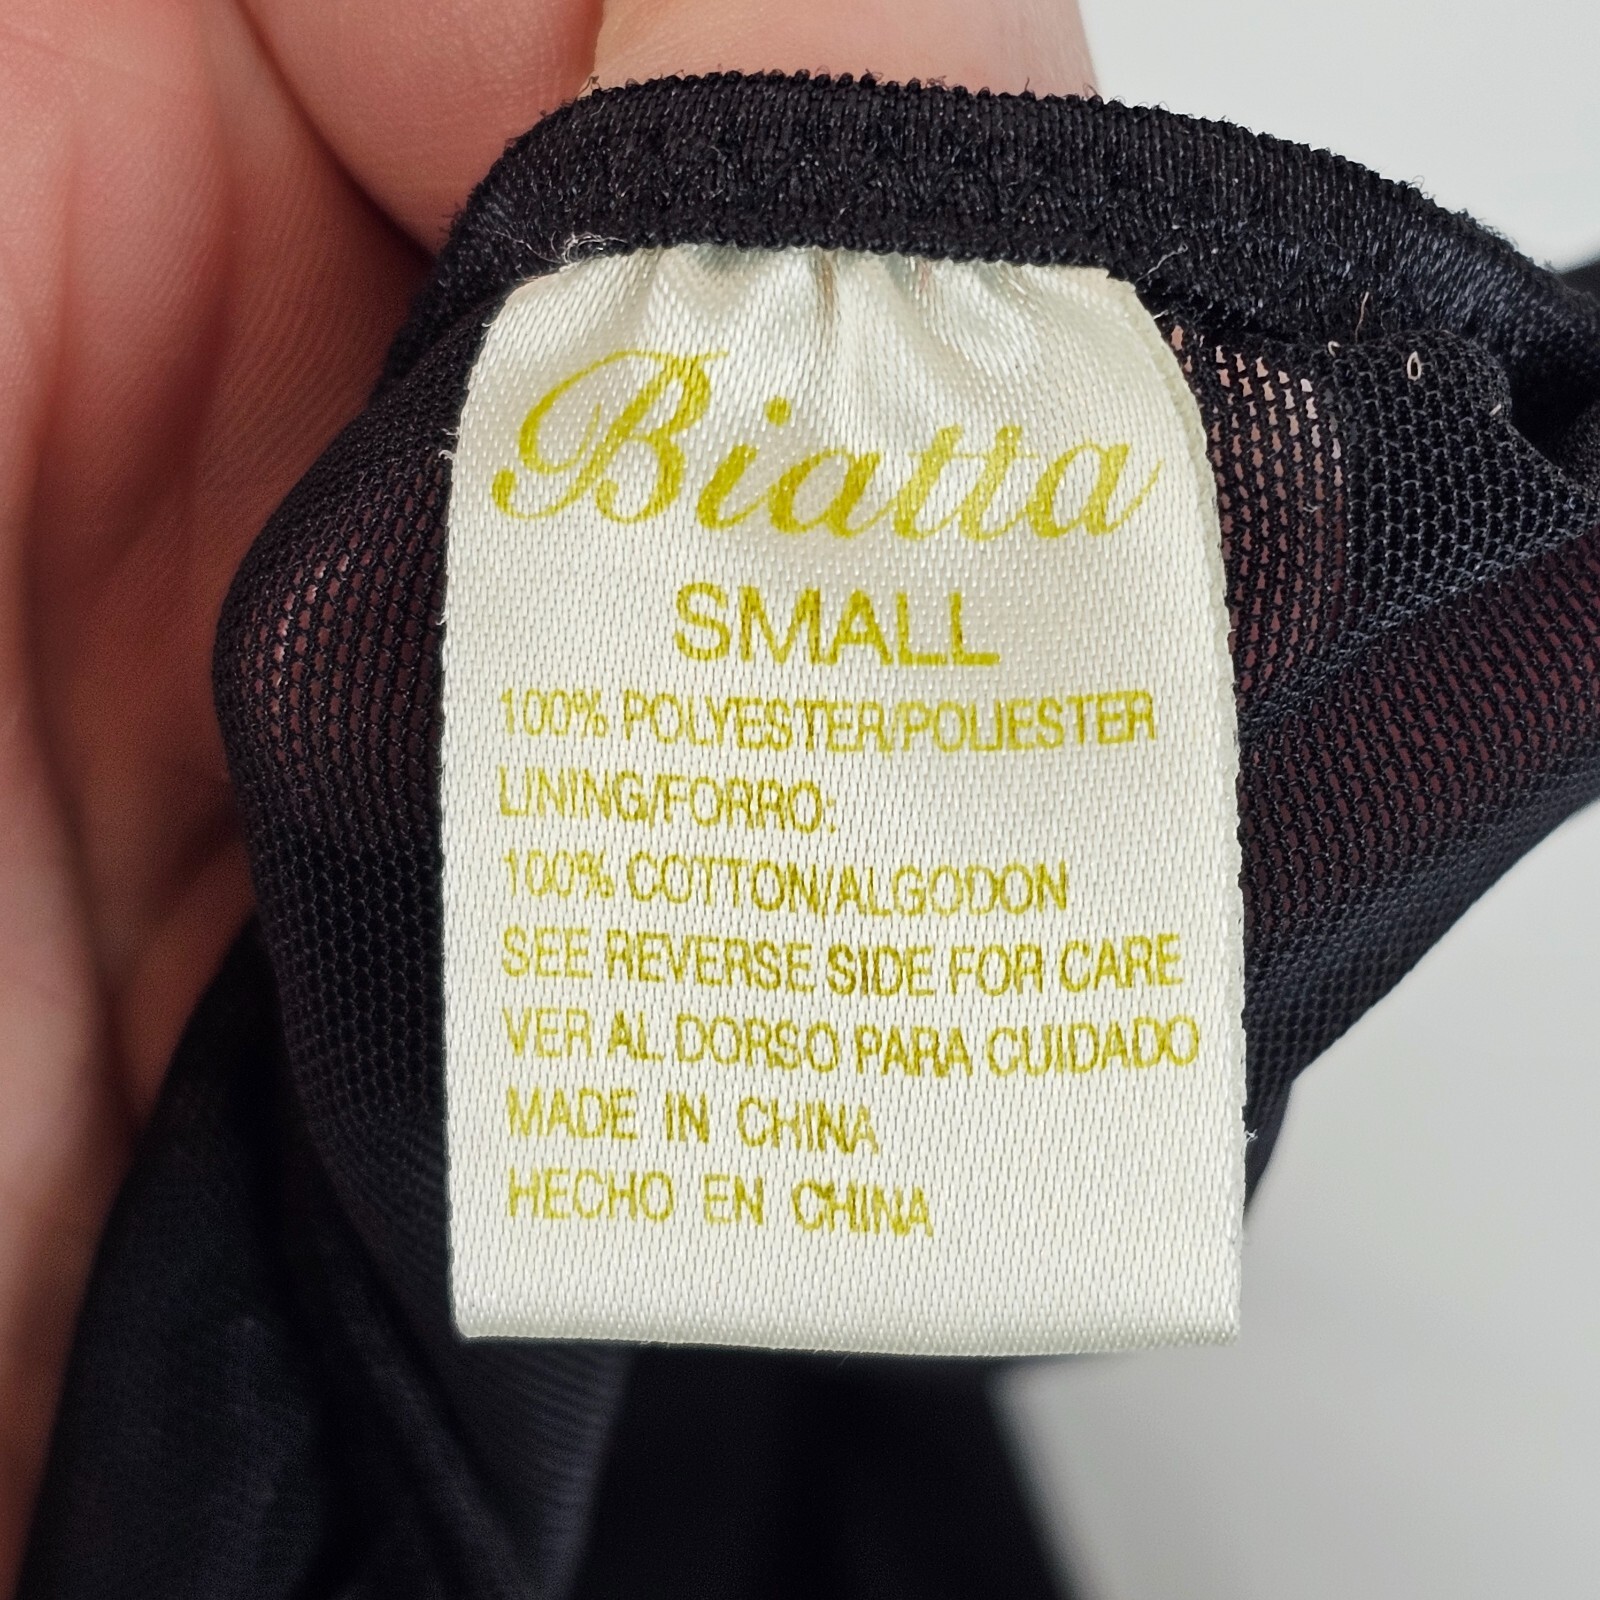 Biatta
SMALL
100% POLYESTER/POLIESTER
LINING/FORRO:
100% COTTON/ALGODON
SEE REVERSE SIDE FOR CARE
VER AL DORSO PARA CUIDADO
MADE IN CHINA
HECHO EN CHINA